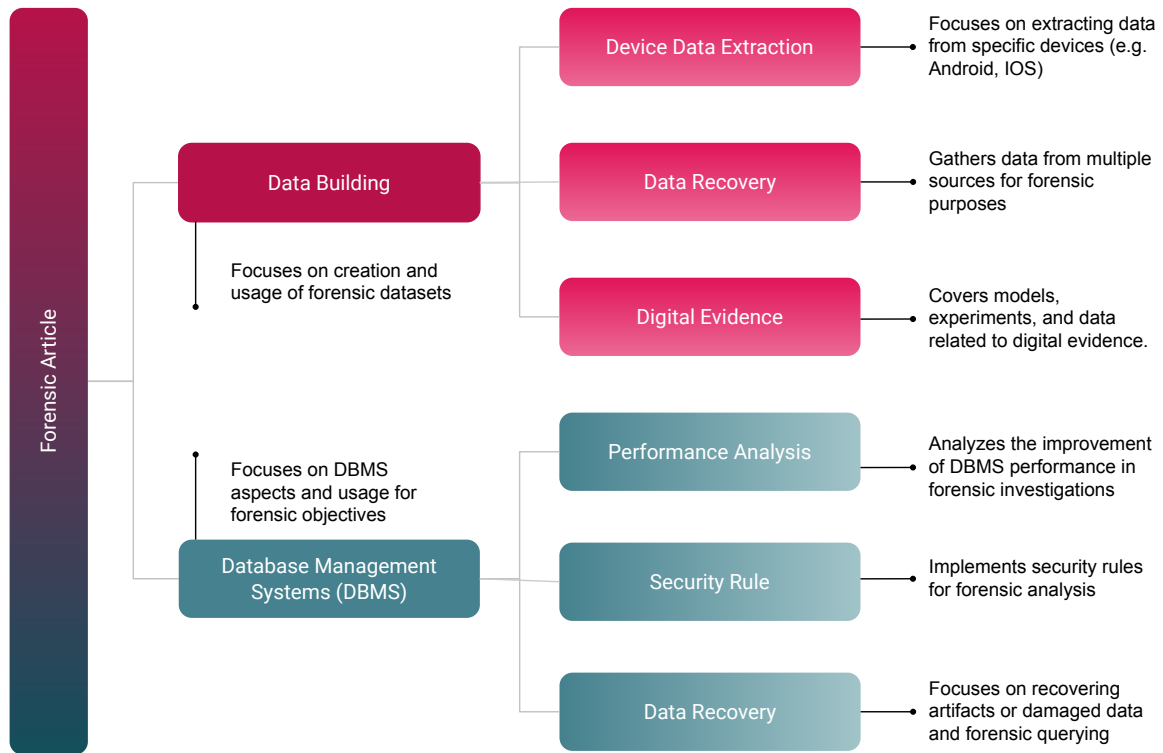 Forensic Article
Data Building
Focuses on creation and
usage of forensic datasets
Device Data Extraction
Focuses on extracting data
from specific devices (e.g.
Android, IOS)
Data Recovery
Gathers data from multiple
sources for forensic
purposes
Digital Evidence
Covers models,
experiments, and data
related to digital evidence.
Focuses on DBMS
aspects and usage for
forensic objectives
Database Management
Systems (DBMS)
Performance Analysis
Analyzes the improvement
of DBMS performance in
forensic investigations
Security Rule
Implements security rules
for forensic analysis
Data Recovery
Focuses on recovering
artifacts or damaged data
and forensic querying